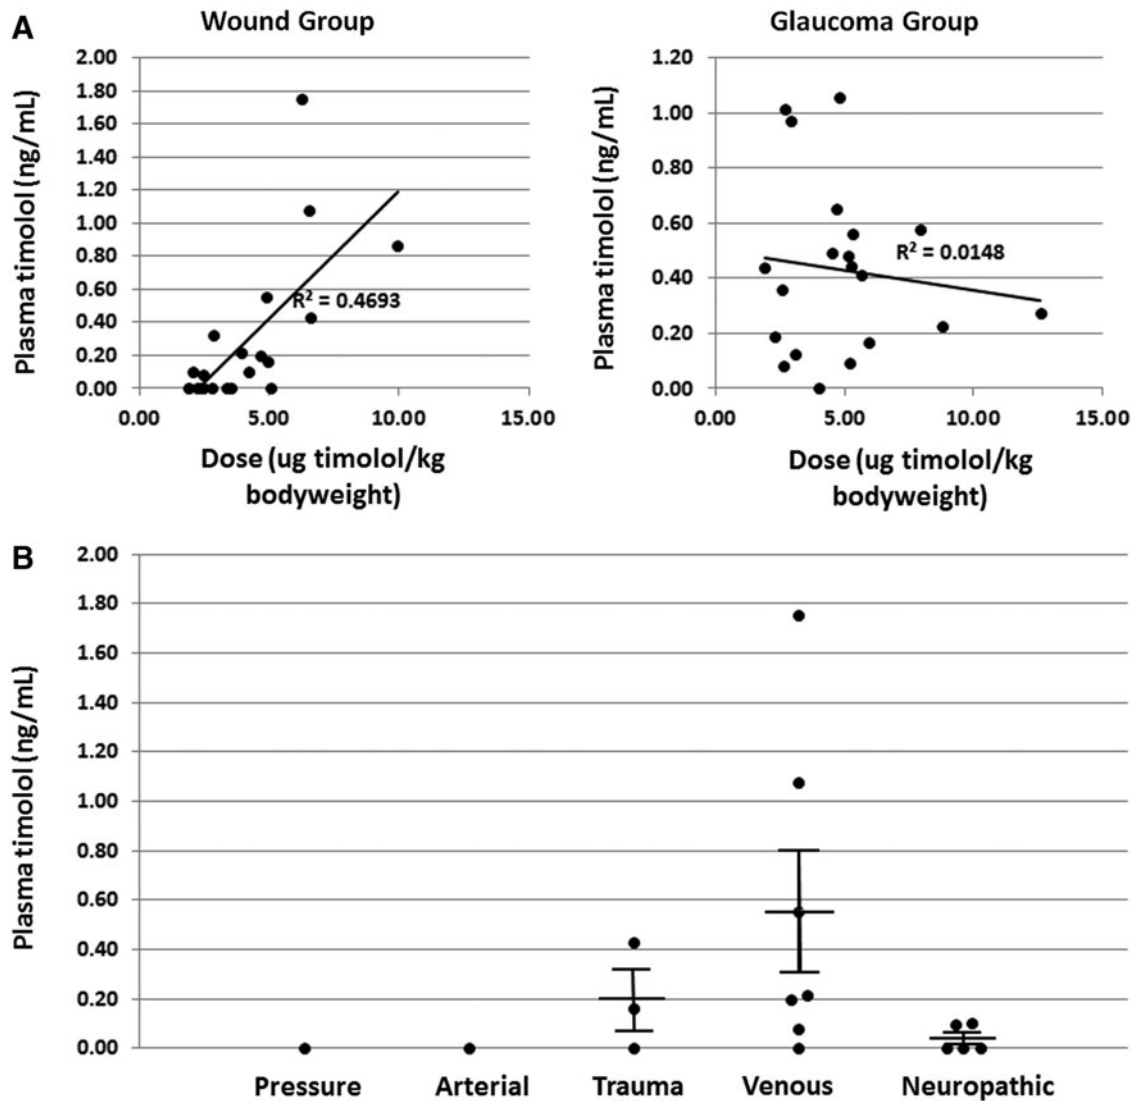 A
Wound Group
Glaucoma Group
Plasma timolol (ng/mL)
2.00
1.80
1.60
1.40
1.20
1.00
0.80
0.60
0.40
0.20
0.00
R² = 0.4693
0.00 5.00 10.00 15.00
Dose (ug timolol/kg
bodyweight)
Plasma timolol (ng/mL)
1.20
1.00
0.80
0.60
0.40
0.20
0.00
R² = 0.0148
0.00 5.00 10.00 15.00
Dose (ug timolol/kg
bodyweight)
B
Plasma timolol (ng/mL)
2.00
1.80
1.60
1.40
1.20
1.00
0.80
0.60
0.40
0.20
0.00
Pressure Arterial Trauma Venous Neuropathic